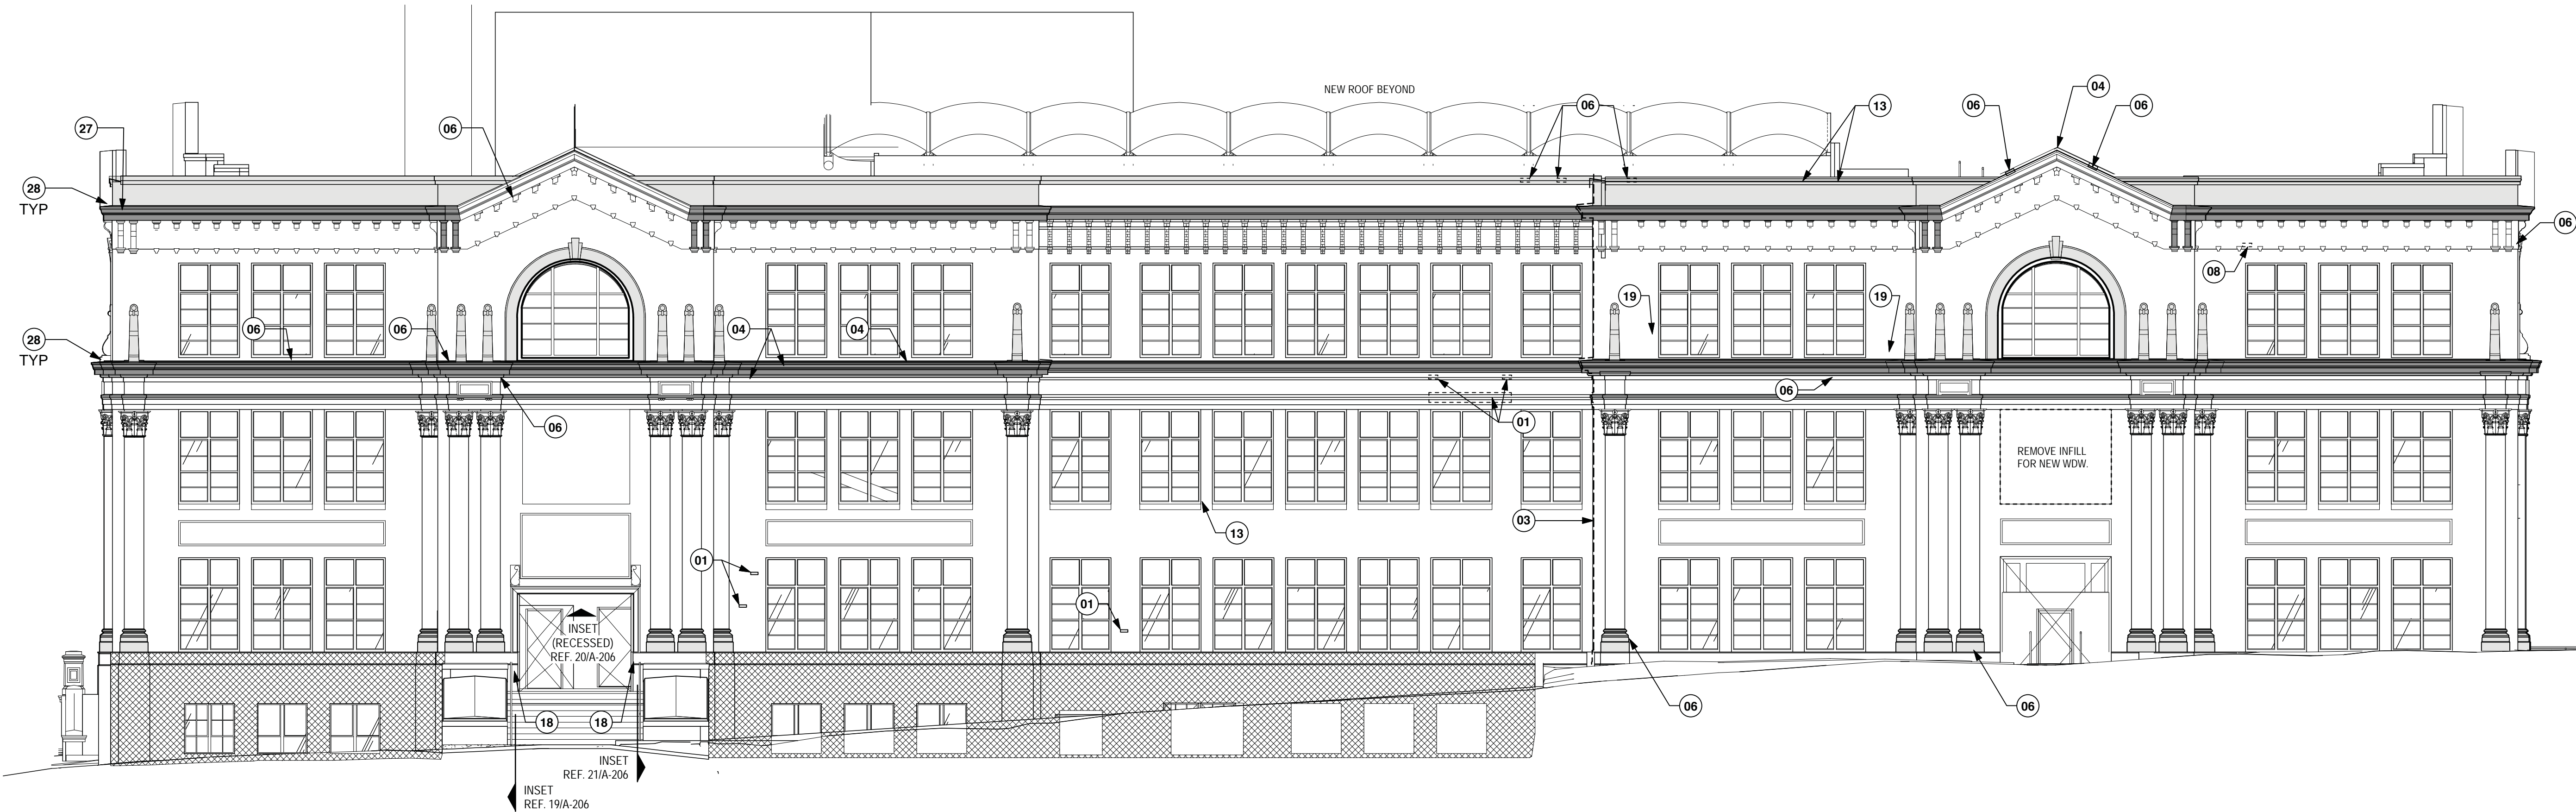 NEW ROOF BEYOND
04
06
06
13
06
27
06
28
TYP
06
08
19
19
28
TYP
06
06
04
04
06
06
01
REMOVE INFILL
FOR NEW WDW.
03
13
01
01
INSET
(RECESSED)
REF. 20/A-206
06
06
18
18
INSET
REF. 21/A-206
INSET
REF. 19/A-206